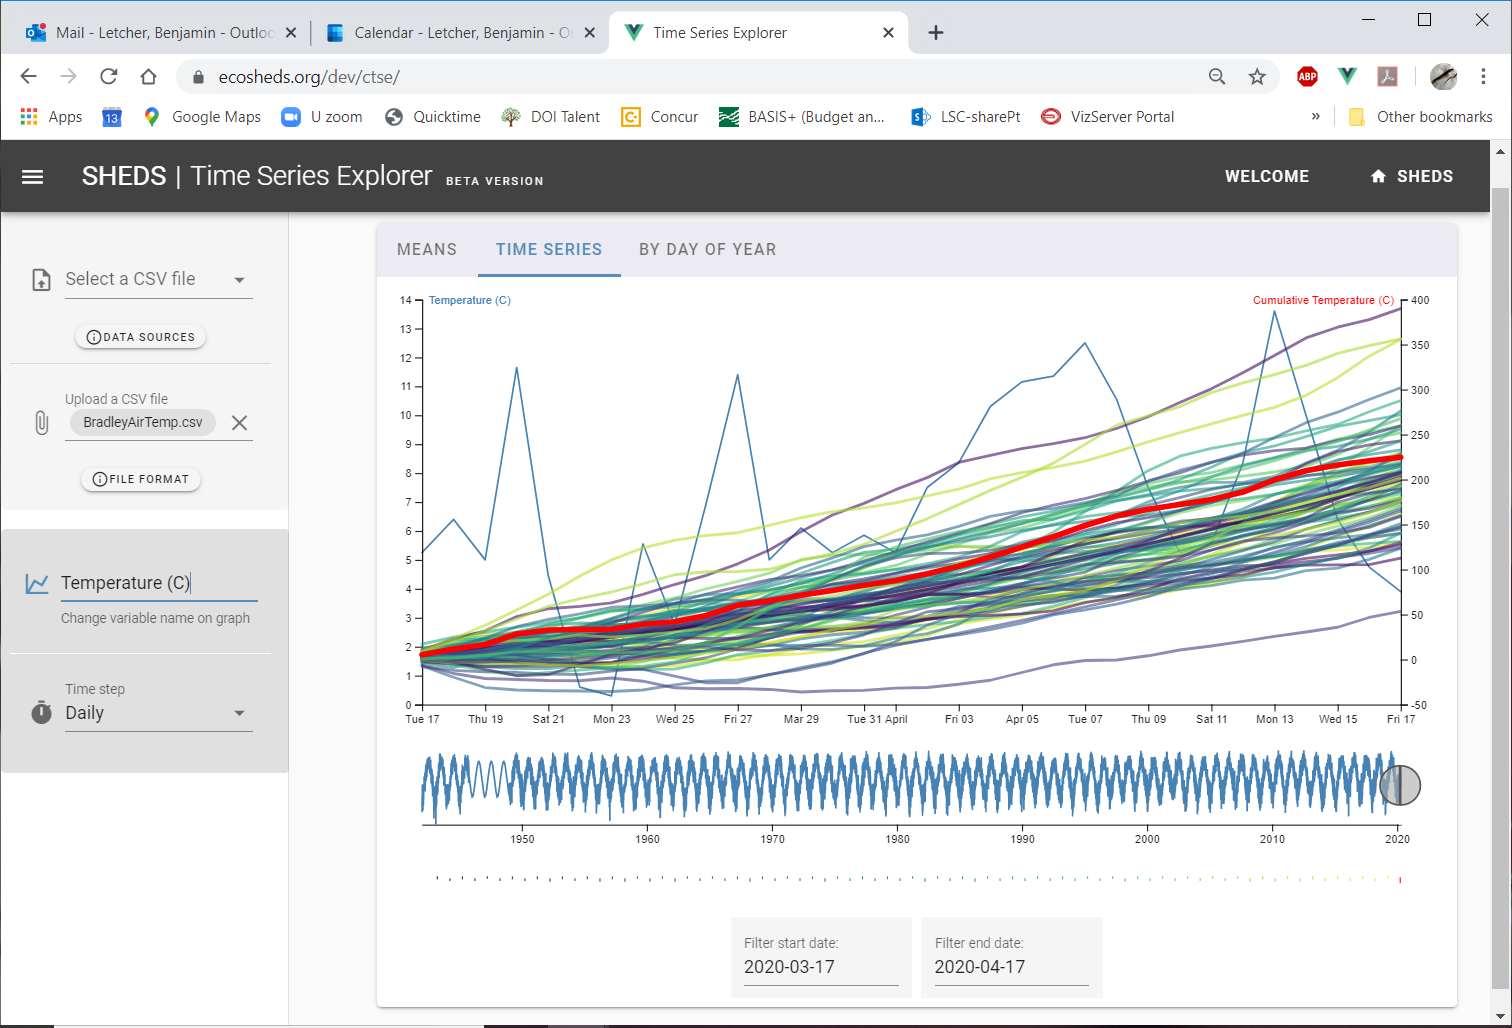 Mail - Letcher, Benjamin - Outloo
Calendar - Letcher, Benjamin - O
Time Series Explorer
ecosheds.org/dev/ctse/
ABP
Apps
13
Google Maps
U zoom
Quicktime
DOI Talent
Concur
BASIS+ (Budget an...
LSC-sharePt
VizServer Portal
»
Other bookmarks
SHEDS | Time Series Explorer BETA VERSION
WELCOME
SHEDS
Select a CSV file
DATA SOURCES
Upload a CSV file
BradleyAirTemp.csv
FILE FORMAT
Temperature (C)
Change variable name on graph
Time step
Daily
MEANS
TIME SERIES
BY DAY OF YEAR
Temperature (C)
Cumulative Temperature (C)
14
13
12
11
10
9
8
7
6
5
4
3
2
1
0
400
350
300
250
200
150
100
50
0
-50
Tue 17 Thu 19 Sat 21 Mon 23 Wed 25 Fri 27 Mar 29 Tue 31 April Fri 03 Apr 05 Tue 07 Thu 09 Sat 11 Mon 13 Wed 15 Fri 17
1950 1960 1970 1980 1990 2000 2010 2020
Filter start date:
2020-03-17
Filter end date:
2020-04-17